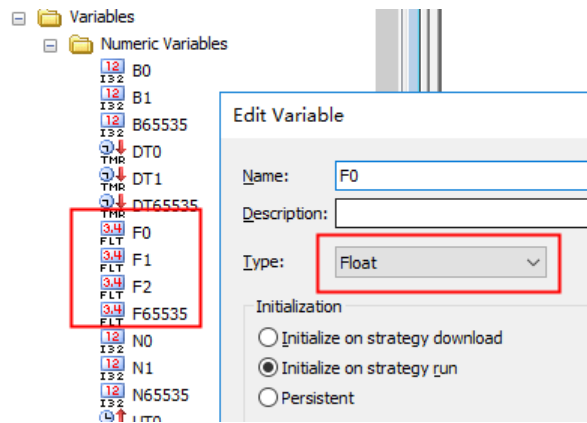 Variables
Numeric Variables
12 I32 B0
12 I32 B1
12 I32 B65535
TMR DT0
TMR DT1
TMR DT65535
3.4 FLT F0
3.4 FLT F1
3.4 FLT F2
3.4 FLT F65535
12 I32 N0
12 I32 N1
12 I32 N65535
UT0
Edit Variable
Name: F0
Description:
Type: Float
Initialization
Initialize on strategy download
Initialize on strategy run
Persistent